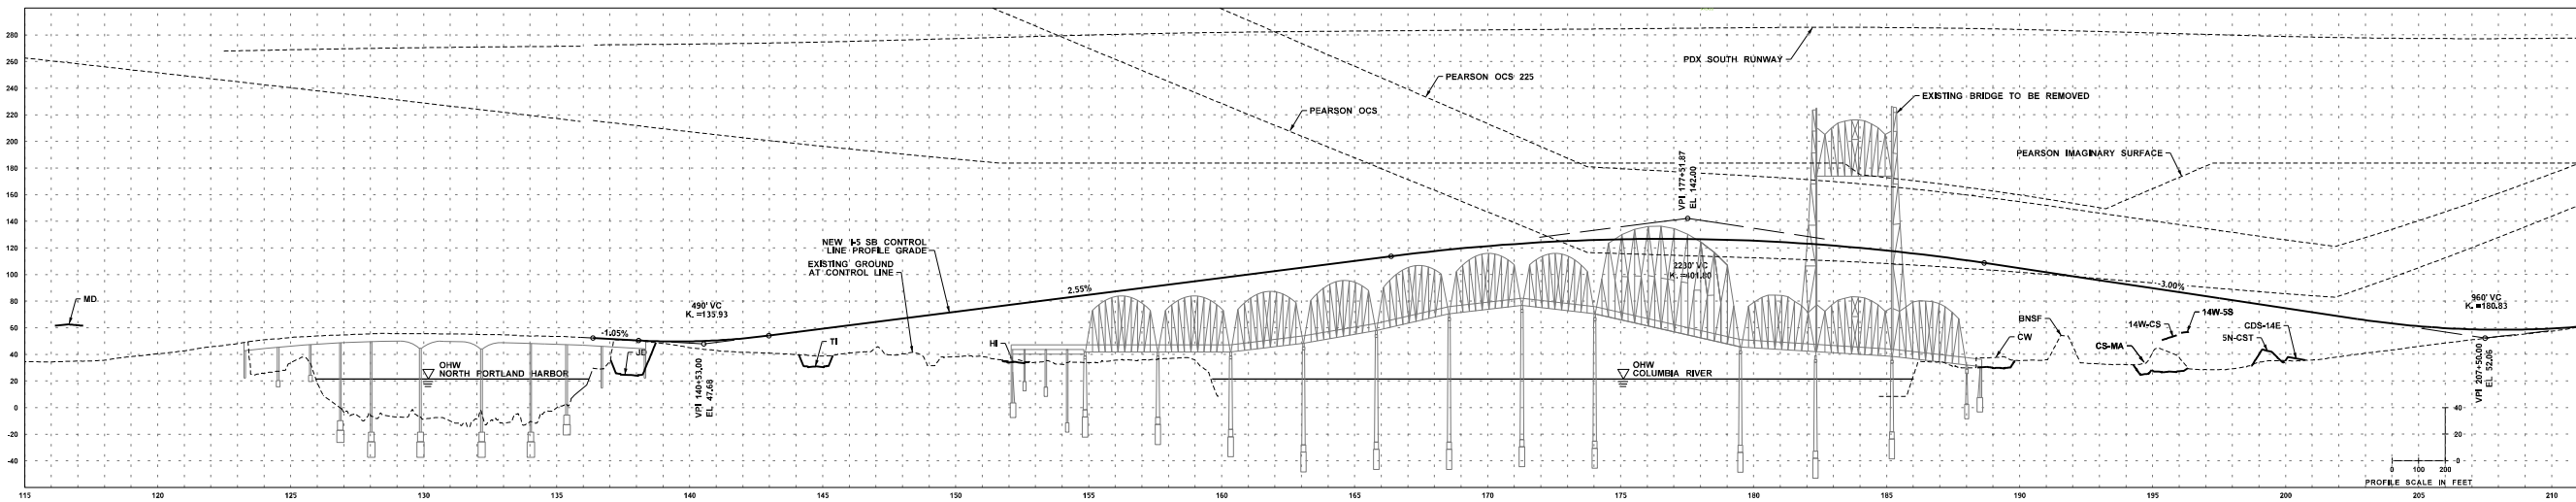 280
260
240
220
200
180
160
140
120
100
80
60
40
20
0
-20
-40
PDX SOUTH RUNWAY
PEARSON OCS 225
PEARSON OCS
EXISTING BRIDGE TO BE REMOVED
PEARSON IMAGINARY SURFACE
VPI 177+51.87
EL 142.00
NEW I-5 SB CONTROL
LINE PROFILE GRADE
EXISTING GROUND
AT CONTROL LINE
2230' VC
K. =401.80
2.55%
-3.00%
MD
490' VC
K. =135.93
-1.05%
960' VC
K. =180.83
BNSF
CW
14W-CS
14W-5S
CS-MA
CDS-14E
5N-CST
TI
HI
OHW
NORTH PORTLAND HARBOR
OHW
COLUMBIA RIVER
VPI 140+53.00
EL 47.68
VPI 207+50.00
EL 52.06
40
20
0
0 100 200
PROFILE SCALE IN FEET
115 120 125 130 135 140 145 150 155 160 165 170 175 180 185 190 195 200 205 210